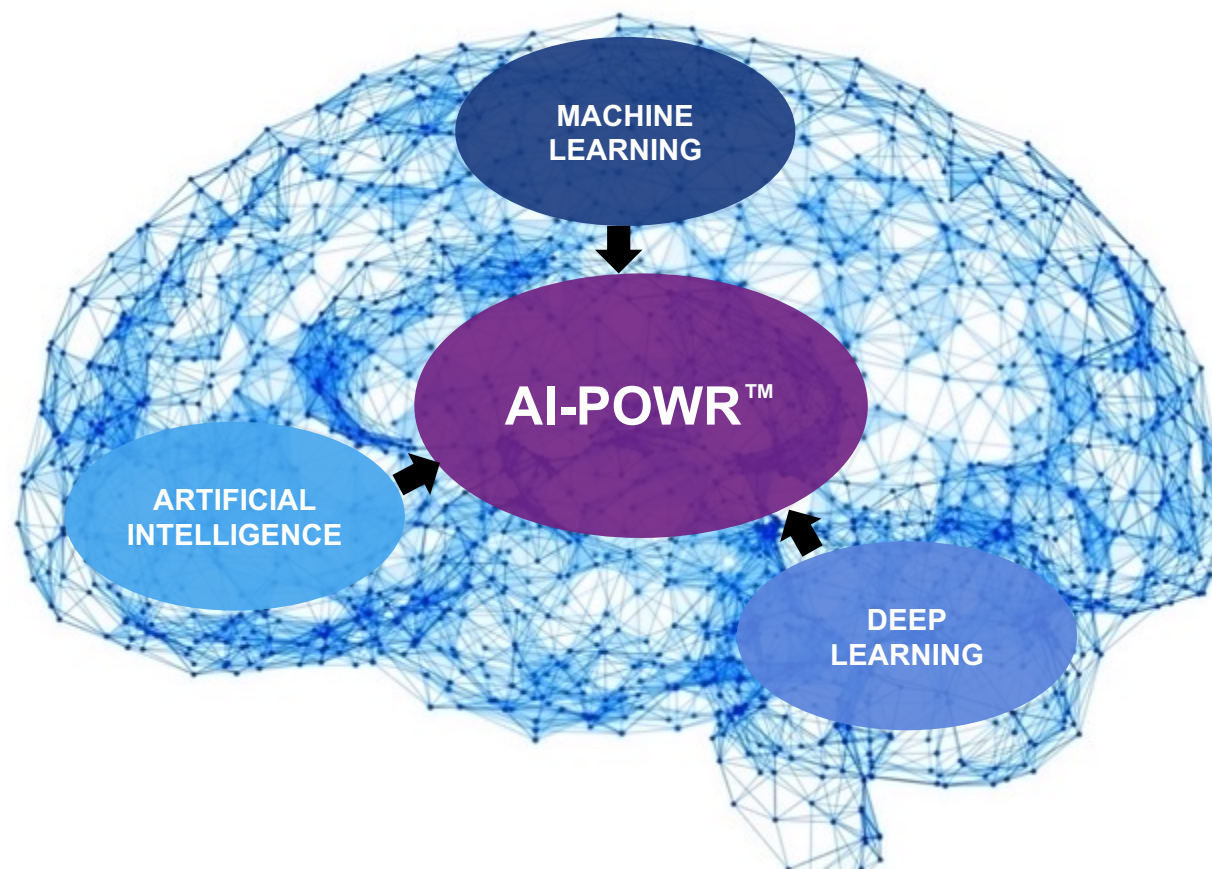 MACHINE
LEARNING
AI-POWR™
ARTIFICIAL
INTELLIGENCE
DEEP
LEARNING